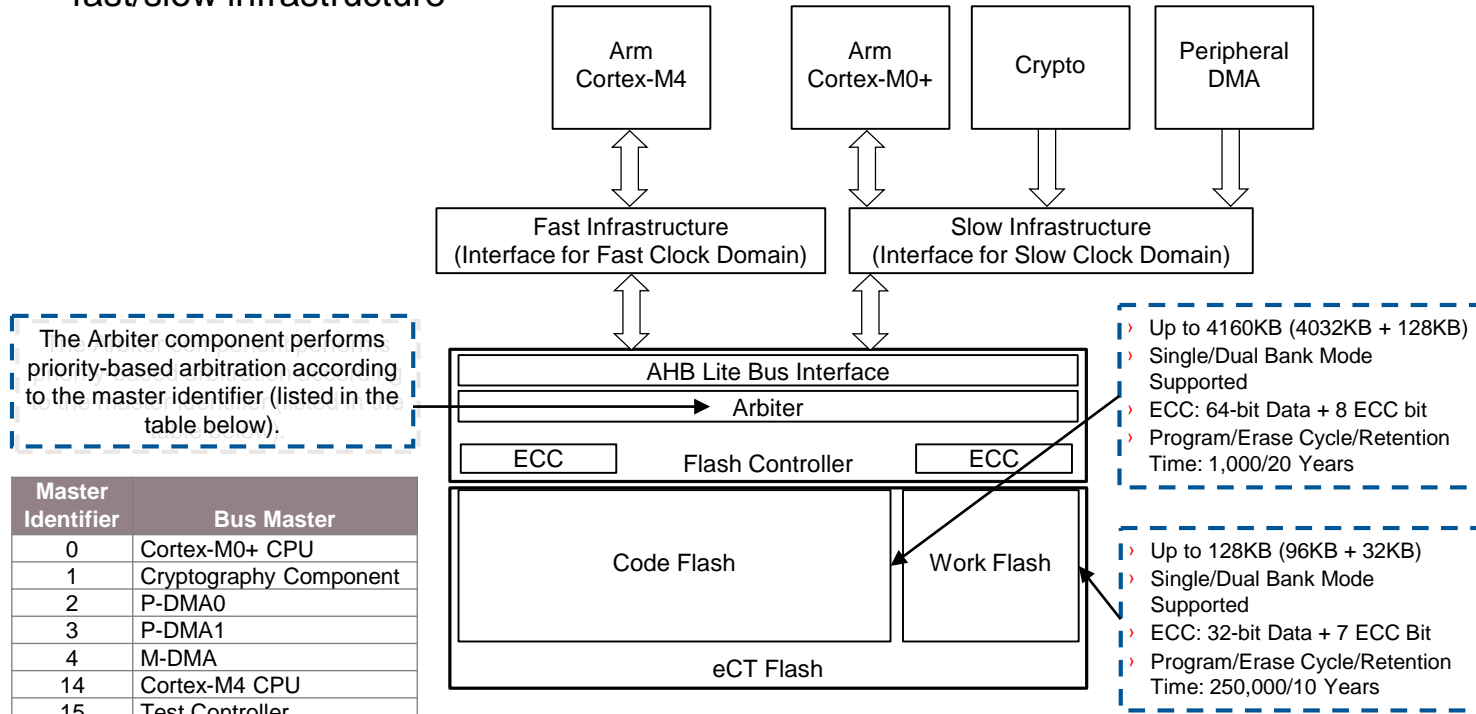 fast/slow infrastructure
Arm
Cortex-M4
Arm
Cortex-M0+
Crypto
Peripheral
DMA
Fast Infrastructure
(Interface for Fast Clock Domain)
Slow Infrastructure
(Interface for Slow Clock Domain)
The Arbiter component performs
priority-based arbitration according
to the master identifier (listed in the
table below).
AHB Lite Bus Interface
Arbiter
ECC
Flash Controller
ECC
Code Flash
Work Flash
eCT Flash
› Up to 4160KB (4032KB + 128KB)
› Single/Dual Bank Mode
Supported
› ECC: 64-bit Data + 8 ECC bit
› Program/Erase Cycle/Retention
Time: 1,000/20 Years
› Up to 128KB (96KB + 32KB)
› Single/Dual Bank Mode
Supported
› ECC: 32-bit Data + 7 ECC Bit
› Program/Erase Cycle/Retention
Time: 250,000/10 Years
Master
Identifier Bus Master
0 Cortex-M0+ CPU
1 Cryptography Component
2 P-DMA0
3 P-DMA1
4 M-DMA
14 Cortex-M4 CPU
15 Test Controller